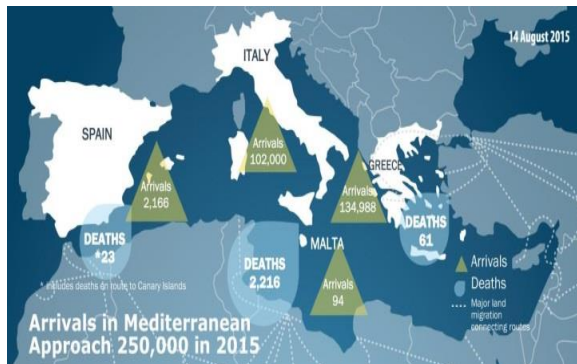 14 August 2015
ITALY
SPAIN
Arrivals
102,000
GREECE
Arrivals
2,166
Arrivals
134,988
DEATHS
*23
DEATHS
61
MALTA
DEATHS
2,216
Arrivals
94
Arrivals
Deaths
Major land
migration
connecting routes
* includes deaths on route to Canary Islands
Arrivals in Mediterranean
Approach 250,000 in 2015